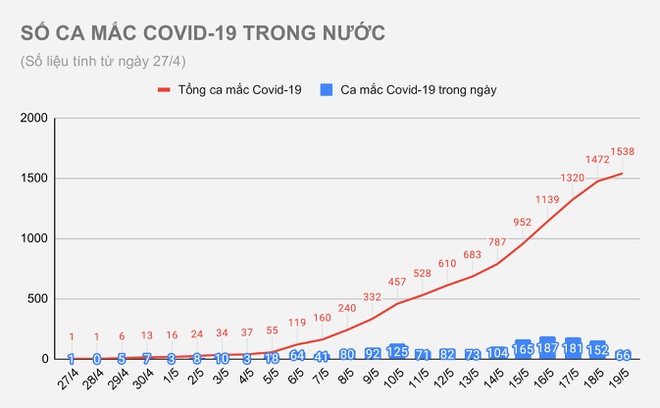 SỐ CA MẮC COVID-19 TRONG NƯỚC
(Số liệu tính từ ngày 27/4)
Tổng ca mắc Covid-19 Ca mắc Covid-19 trong ngày
2000
1500
1000
500
0
1 1 6 13 16 24 34 37 55 119 160 240 332 457 528 610 683 787 952 1139 1320 1472 1538
1 0 5 7 3 8 10 3 18 64 41 80 92 125 71 82 73 104 165 187 181 152 66
27/4 28/4 29/4 30/4 1/5 2/5 3/5 4/5 5/5 6/5 7/5 8/5 9/5 10/5 11/5 12/5 13/5 14/5 15/5 16/5 17/5 18/5 19/5